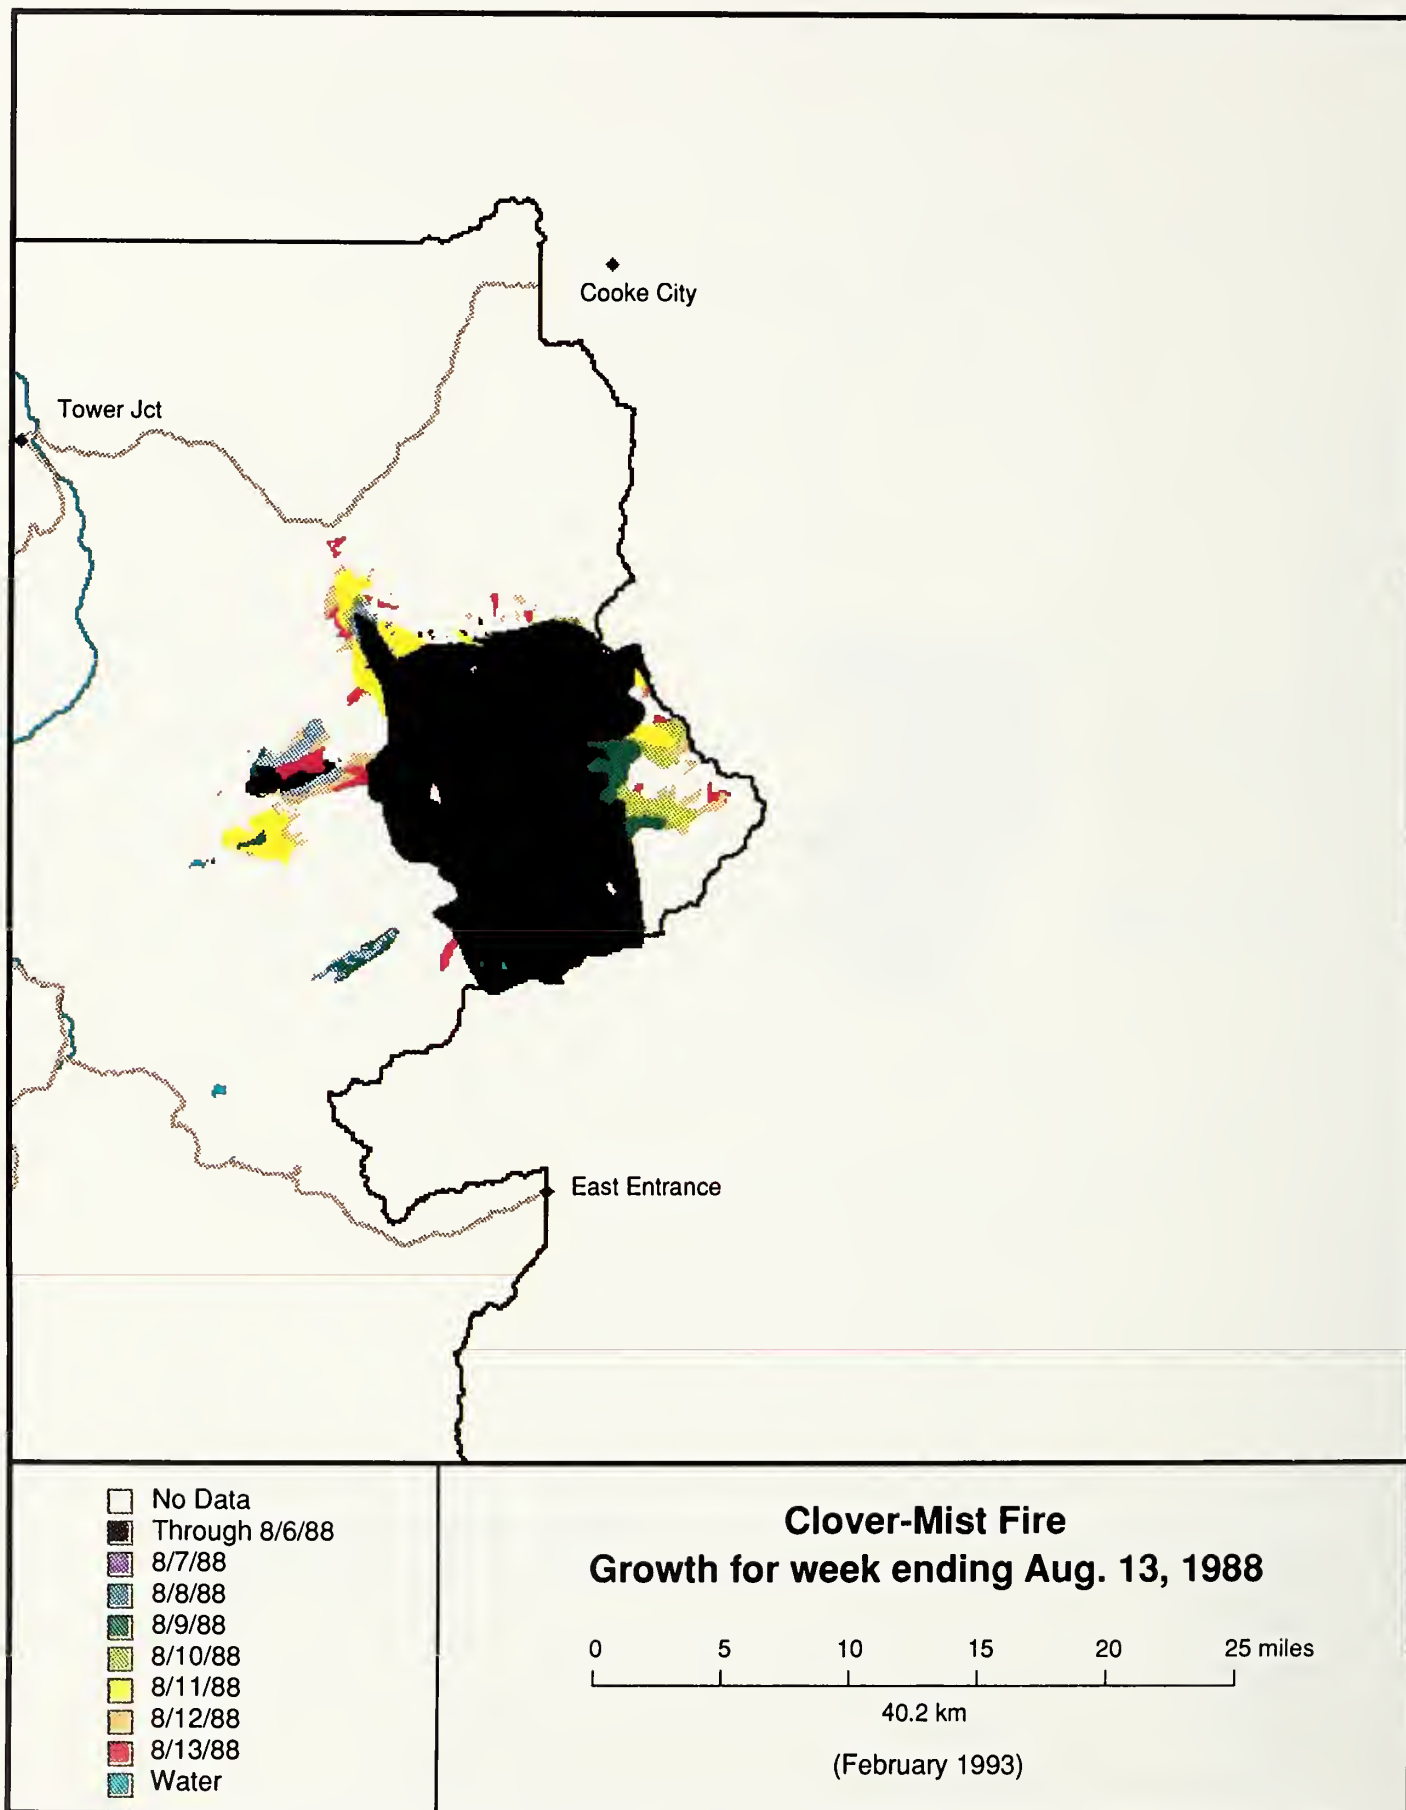 Cooke City
Tower Jct
East Entrance
No Data
Through 8/6/88
8/7/88
8/8/88
8/9/88
8/10/88
8/11/88
8/12/88
8/13/88
Water
Clover-Mist Fire
Growth for week ending Aug. 13, 1988
0 5 10 15 20 25 miles
40.2 km
(February 1993)